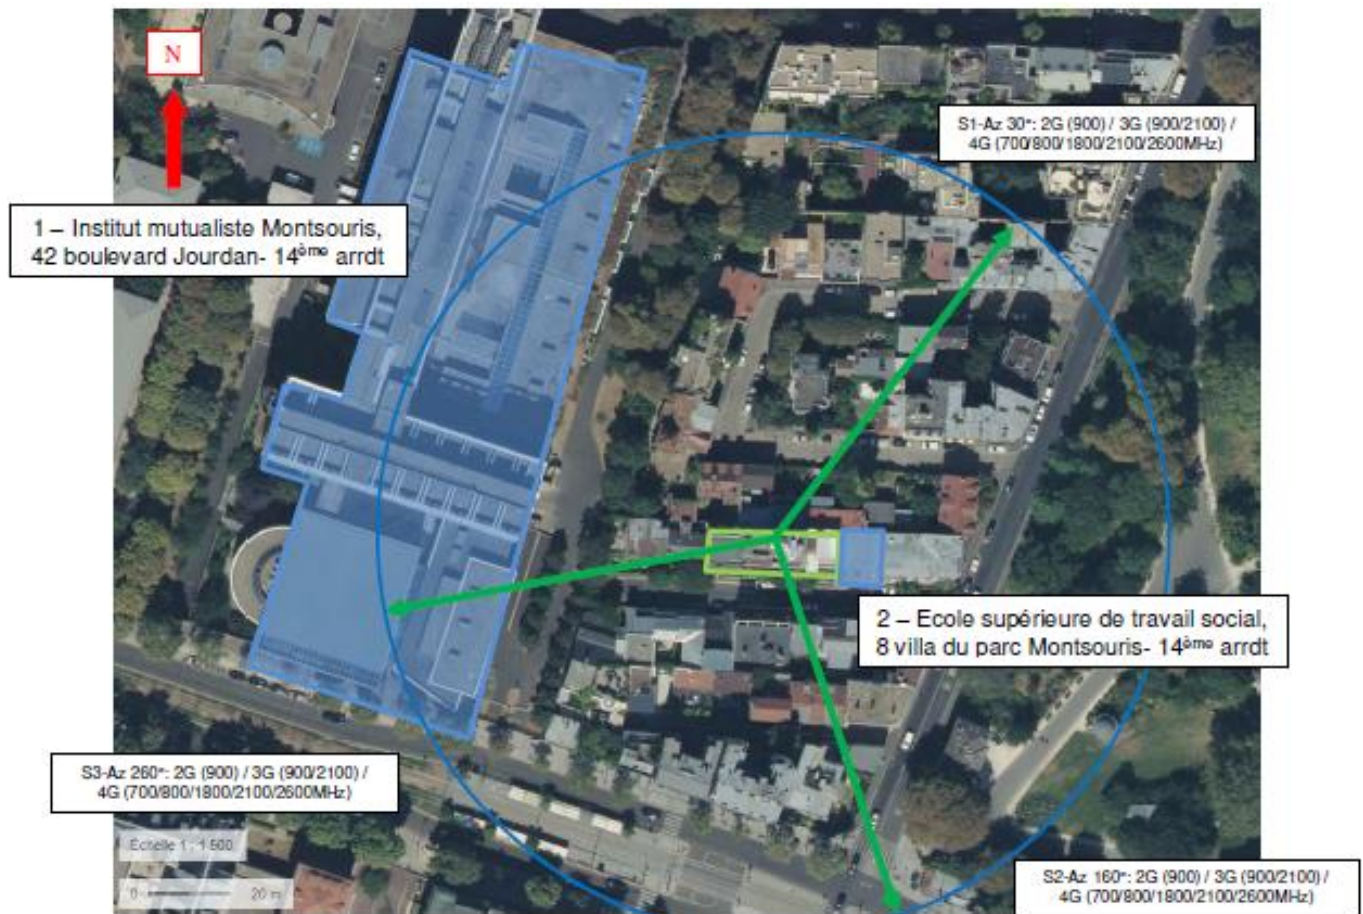 N
S1-Az 30°: 2G (900) / 3G (900/2100) /
4G (700/800/1800/2100/2600MHz)
1 – Institut mutualiste Montsouris,
42 boulevard Jourdan- 14ème arrdt
2 – Ecole supérieure de travail social,
8 villa du parc Montsouris- 14ème arrdt
S3-Az 260°: 2G (900) / 3G (900/2100) /
4G (700/800/1800/2100/2600MHz)
Echelle 1 : 1 500
0 20 m
S2-Az 160°: 2G (900) / 3G (900/2100) /
4G (700/800/1800/2100/2600MHz)